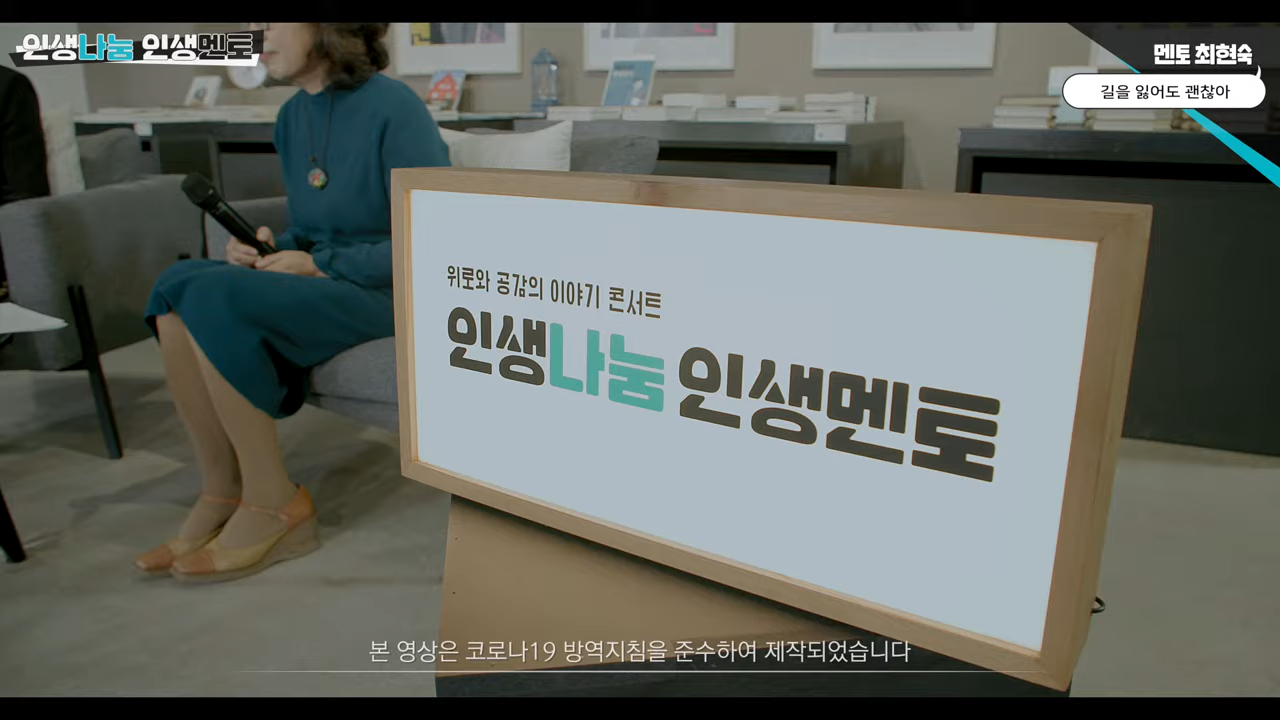 인생나눔 인생멘토
멘토 최현숙
길을 잃어도 괜찮아
위로와 공감의 이야기 콘서트
인생나눔 인생멘토
본 영상은 코로나19 방역지침을 준수하여 제작되었습니다